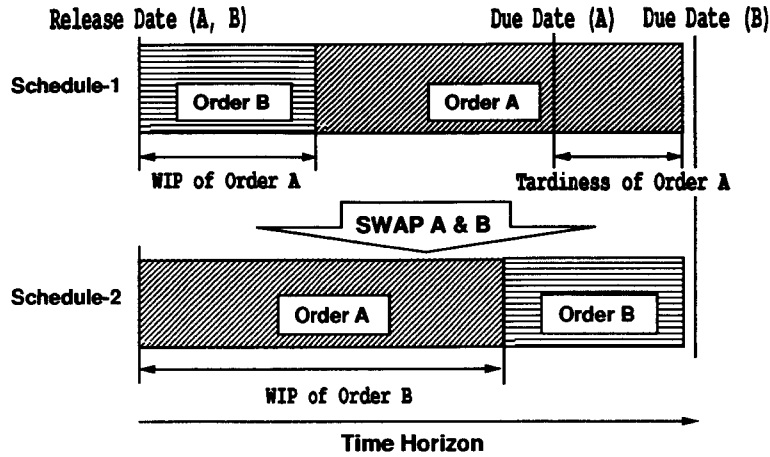 Release Date (A, B)
Due Date (A)
Due Date (B)
Schedule-1
Order B
Order A
WIP of Order A
Tardiness of Order A
SWAP A & B
Schedule-2
Order A
Order B
WIP of Order B
Time Horizon